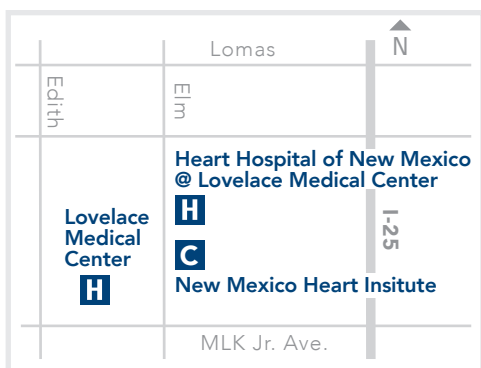 Lomas
N
Edith
Elm
Heart Hospital of New Mexico
@ Lovelace Medical Center
H
Lovelace
Medical
Center
H
I-25
C
New Mexico Heart Insitute
MLK Jr. Ave.